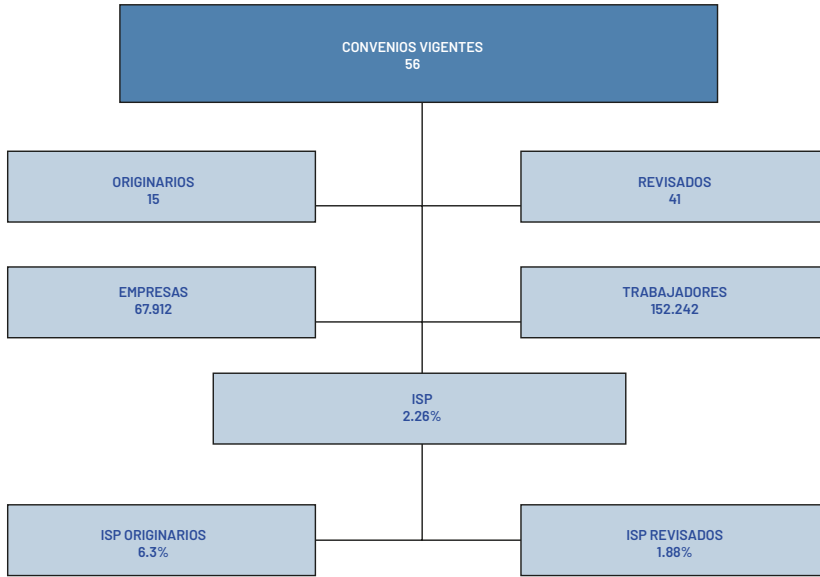 CONVENIOS VIGENTES
56
ORIGINARIOS
15
REVISADOS
41
EMPRESAS
67.912
TRABAJADORES
152.242
ISP
2.26%
ISP ORIGINARIOS
6.3%
ISP REVISADOS
1.88%